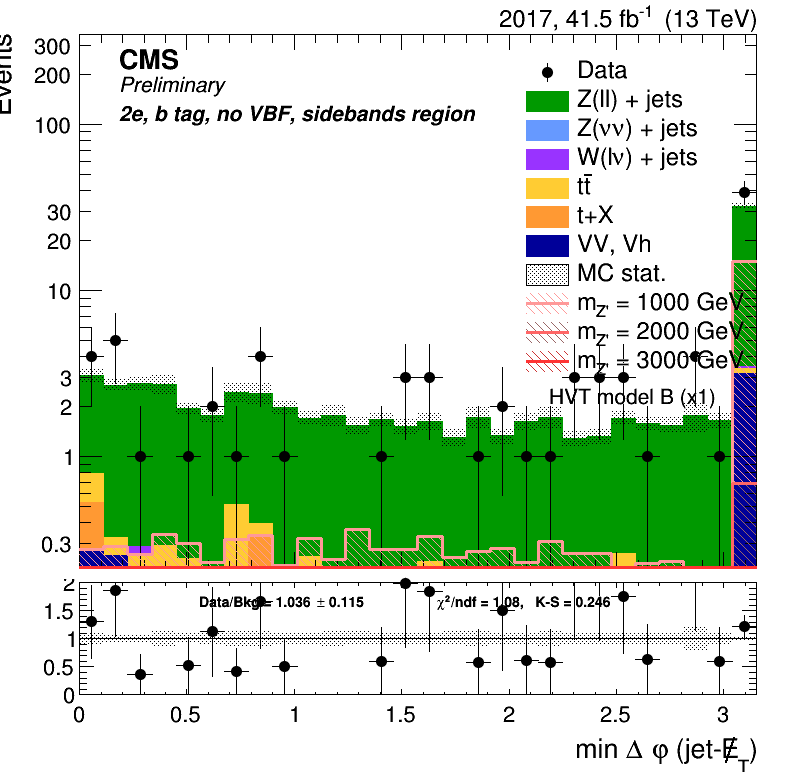 2017, 41.5 fb⁻¹ (13 TeV)
Events
CMS
Preliminary
2e, b tag, no VBF, sidebands region
Data
Z(ll) + jets
Z(νν) + jets
W(lν) + jets
tt̄
t+X
VV, Vh
MC stat.
m_Z' = 1000 GeV
m_Z' = 2000 GeV
m_Z' = 3000 GeV
HVT model B (x1)
300
200
100
30
20
10
3
2
1
0.3
Data/Bkg = 1.036 ± 0.115
χ²/ndf = 1.08, K-S = 0.246
2
1.5
1
0.5
0
0 0.5 1 1.5 2 2.5 3
min Δ φ (jet-E̸_T)